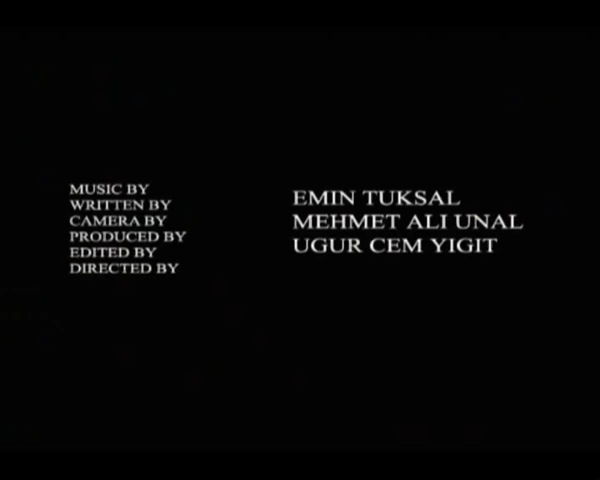 MUSIC BY
WRITTEN BY
CAMERA BY
PRODUCED BY
EDITED BY
DIRECTED BY
EMIN TUKSAL
MEHMET ALI UNAL
UGUR CEM YIGIT